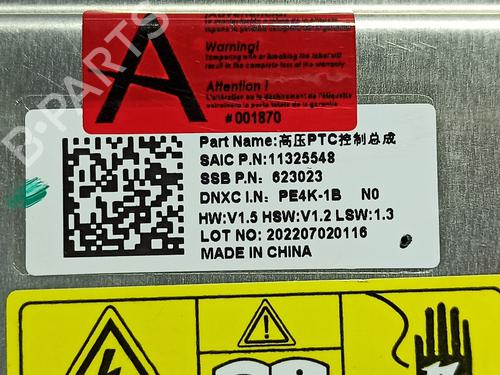 ¡Advertencia!
A
Warning!
Tampering with or breaking the label will
result in the complete loss of the warranty
Attention !
L'altération ou le déchirement de l'étiquette
entraînera la perte totale de la garantie
#001870
B-PARTS
Part Name:高压PTC控制总成
SAIC P.N:11325548
SSB P.N: 623023
DNXC I.N: PE4K-1B N0
HW:V1.5 HSW:V1.2 LSW:1.3
LOT NO: 202207020116
MADE IN CHINA